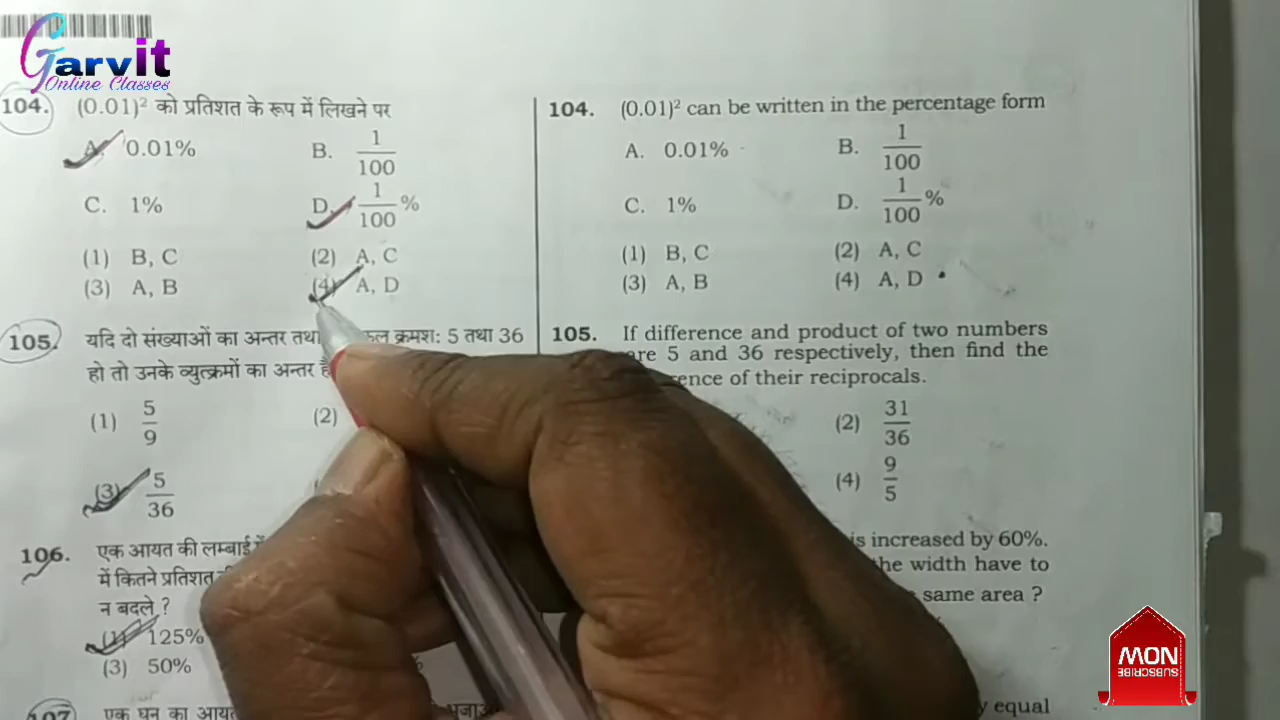 Garvit
Online Classes
104. (0.01)² को प्रतिशत के रूप में लिखने पर
A. 0.01% B. 1/100
C. 1% D. 1/100 %
(1) B, C (2) A, C
(3) A, B (4) A, D
105. यदि दो संख्याओं का अन्तर तथा क्रमश: 5 तथा 36
हो तो उनके व्युत्क्रमों का अन्तर
(1) 5/9 (2)
(3) 5/36
106. एक आयत की लम्बाई में
में कितने प्रतिशत
न बदले ?
(1) 125%
(3) 50%
107. एक घन का
104. (0.01)² can be written in the percentage form
A. 0.01% B. 1/100
C. 1% D. 1/100 %
(1) B, C (2) A, C
(3) A, B (4) A, D
105. If difference and product of two numbers
are 5 and 36 respectively, then find the
of their reciprocals.
(2) 31/36
(4) 9/5
is increased by 60%.
the width have to
same area ?
equal
SUBSCRIBE
NOW